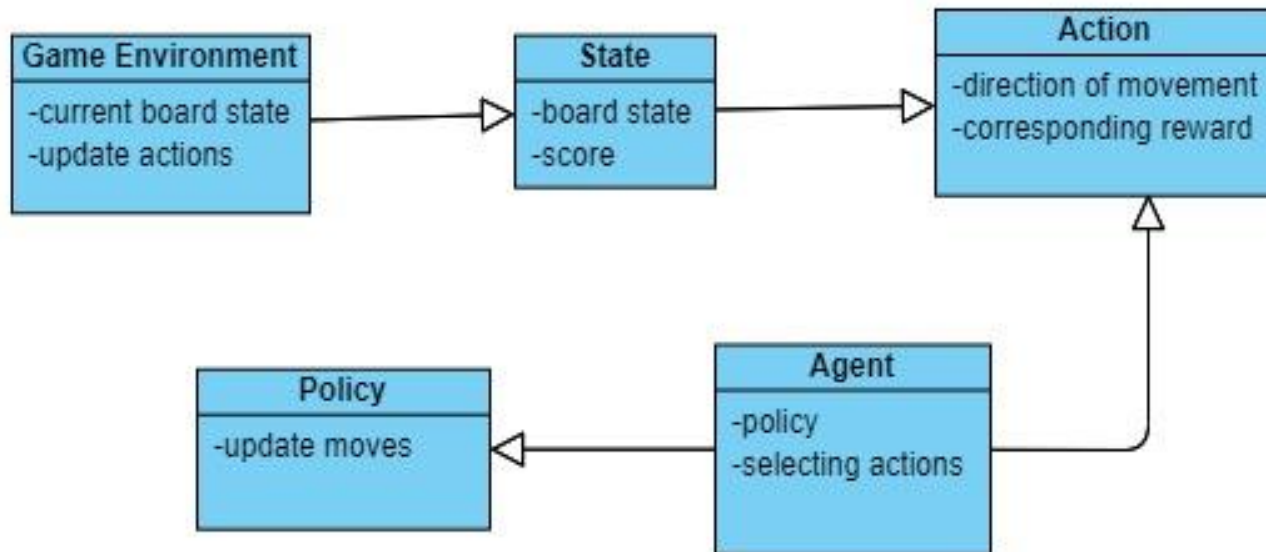 Game Environment
-current board state
-update actions
State
-board state
-score
Action
-direction of movement
-corresponding reward
Policy
-update moves
Agent
-policy
-selecting actions